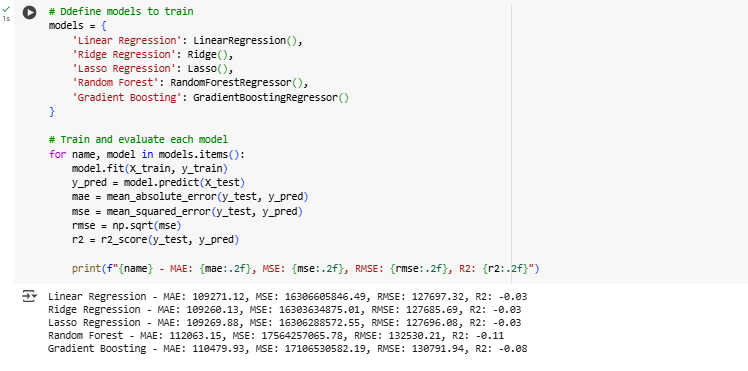 1s
# Ddefine models to train
models = {
    'Linear Regression': LinearRegression(),
    'Ridge Regression': Ridge(),
    'Lasso Regression': Lasso(),
    'Random Forest': RandomForestRegressor(),
    'Gradient Boosting': GradientBoostingRegressor()
}
# Train and evaluate each model
for name, model in models.items():
    model.fit(X_train, y_train)
    y_pred = model.predict(X_test)
    mae = mean_absolute_error(y_test, y_pred)
    mse = mean_squared_error(y_test, y_pred)
    rmse = np.sqrt(mse)
    r2 = r2_score(y_test, y_pred)
    print(f"{name} - MAE: {mae:.2f}, MSE: {mse:.2f}, RMSE: {rmse:.2f}, R2: {r2:.2f}")
Linear Regression - MAE: 109271.12, MSE: 16306605846.49, RMSE: 127697.32, R2: -0.03
Ridge Regression - MAE: 109260.13, MSE: 16303634875.01, RMSE: 127685.69, R2: -0.03
Lasso Regression - MAE: 109269.88, MSE: 16306288572.55, RMSE: 127696.08, R2: -0.03
Random Forest - MAE: 112063.15, MSE: 17564257065.78, RMSE: 132530.21, R2: -0.11
Gradient Boosting - MAE: 110479.93, MSE: 17106530582.19, RMSE: 130791.94, R2: -0.08